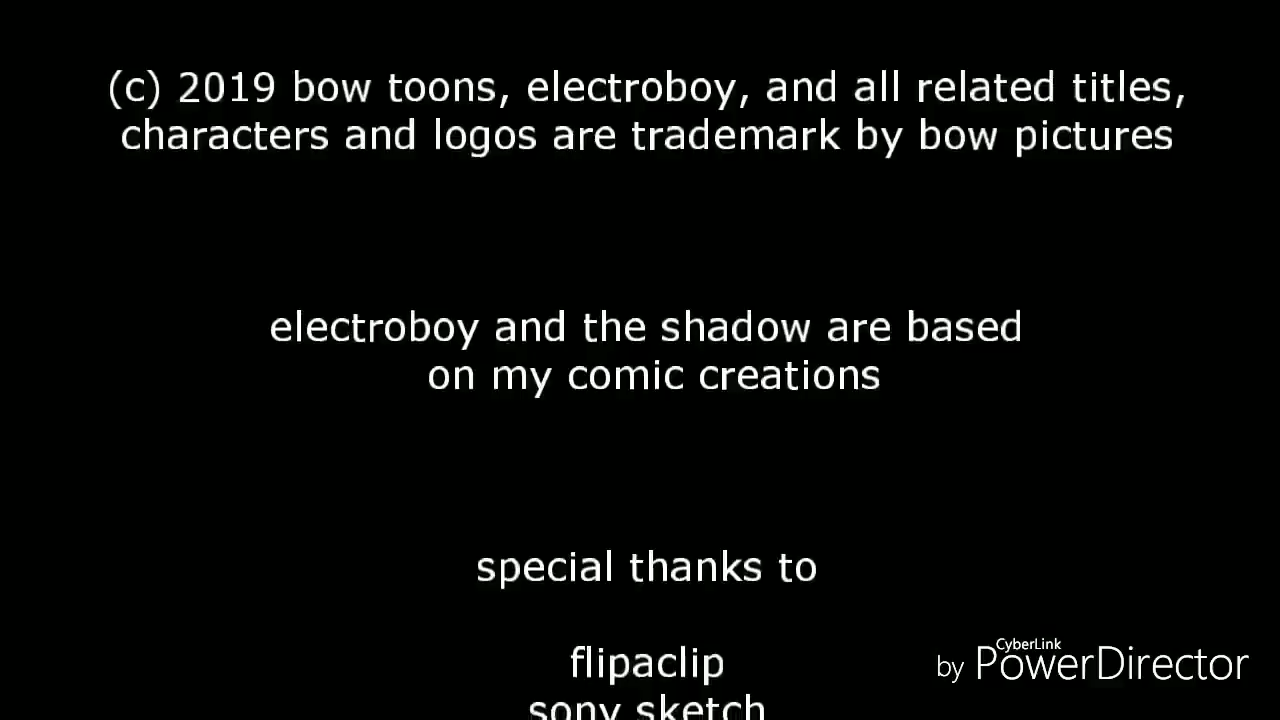 (c) 2019 bow toons, electroboy, and all related titles,
characters and logos are trademark by bow pictures
electroboy and the shadow are based
on my comic creations
special thanks to
flipaclip
sony sketch
CyberLink
by PowerDirector